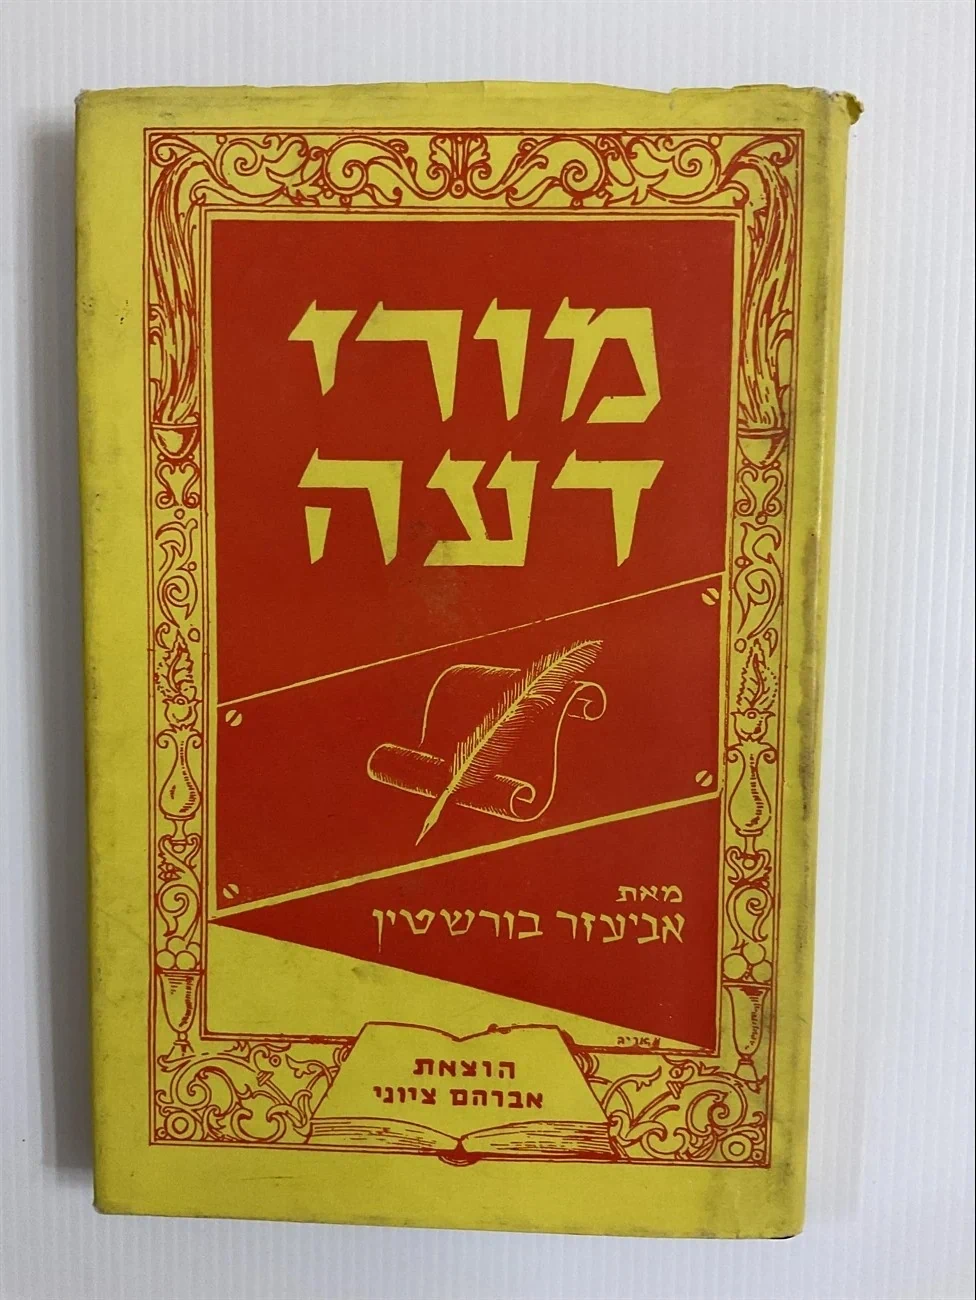 מורי
דעה
מאת
אביעזר בורשטין
הוצאת
אברהם ציוני